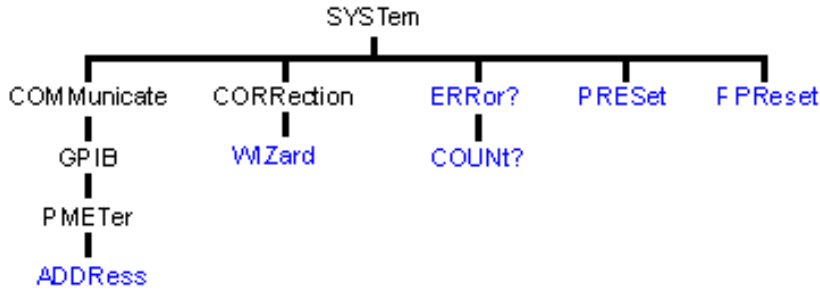 SYSTem
COMMunicate CORRection ERRor? PRESet FPReset
GPIB WIZard COUNt?
PMETer
ADDRess